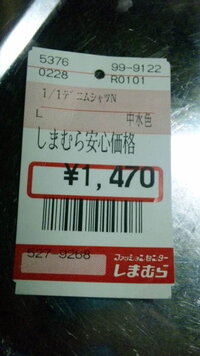 5376 99-9122
0228 R0101
1/1デニムシャツN
L 中水色
しまむら安心価格
¥1,470
527-9268
ファッションセンター
しまむら